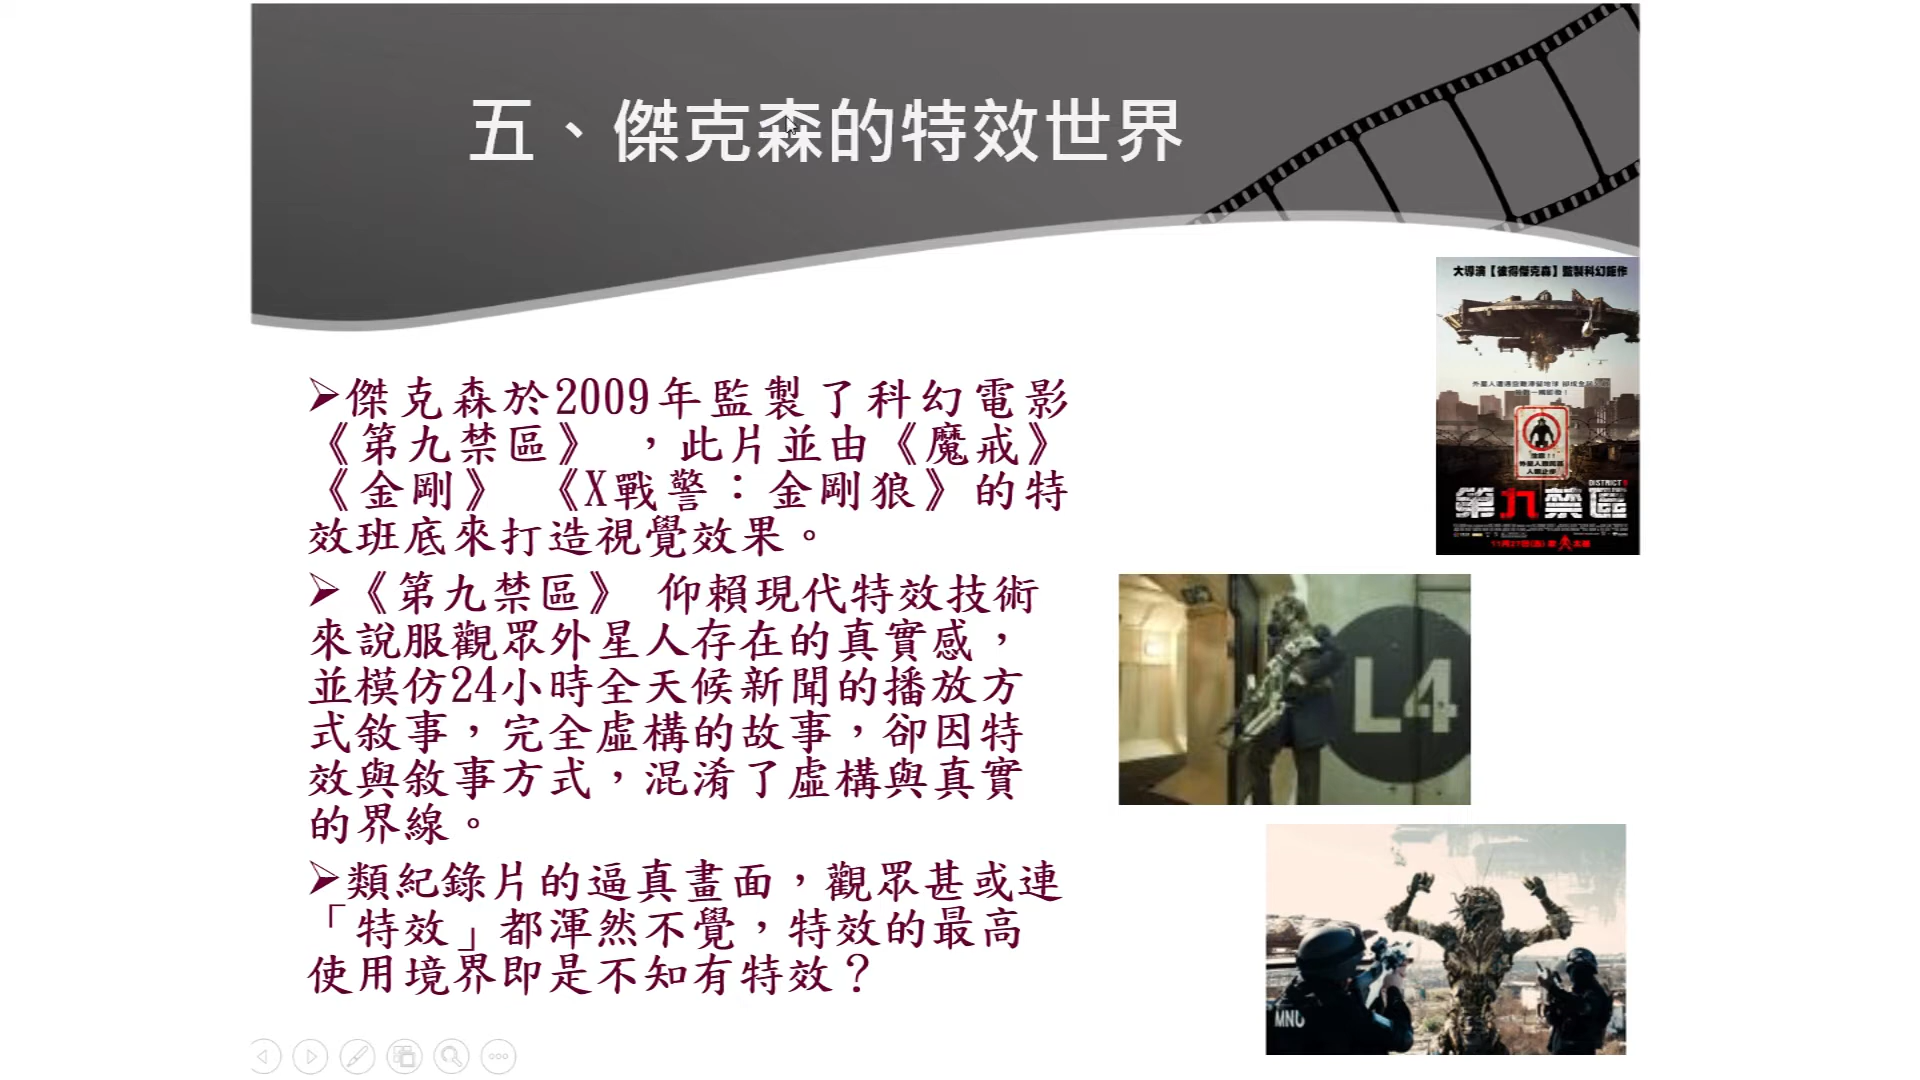 五、傑克森的特效世界
大導演【彼得傑克森】監製科幻鉅作
➢傑克森於2009年監製了科幻電影
《第九禁區》 ，此片並由《魔戒》
《金剛》 《X戰警：金剛狼》的特
效班底來打造視覺效果。
➢《第九禁區》 仰賴現代特效技術
來說服觀眾外星人存在的真實感，
並模仿24小時全天候新聞的播放方
式敘事，完全虛構的故事，卻因特
效與敘事方式，混淆了虛構與真實
的界線。
➢類紀錄片的逼真畫面，觀眾甚或連
「特效」都渾然不覺，特效的最高
使用境界即是不知有特效？
DISTRICT 9
第九禁區
L4
MNU